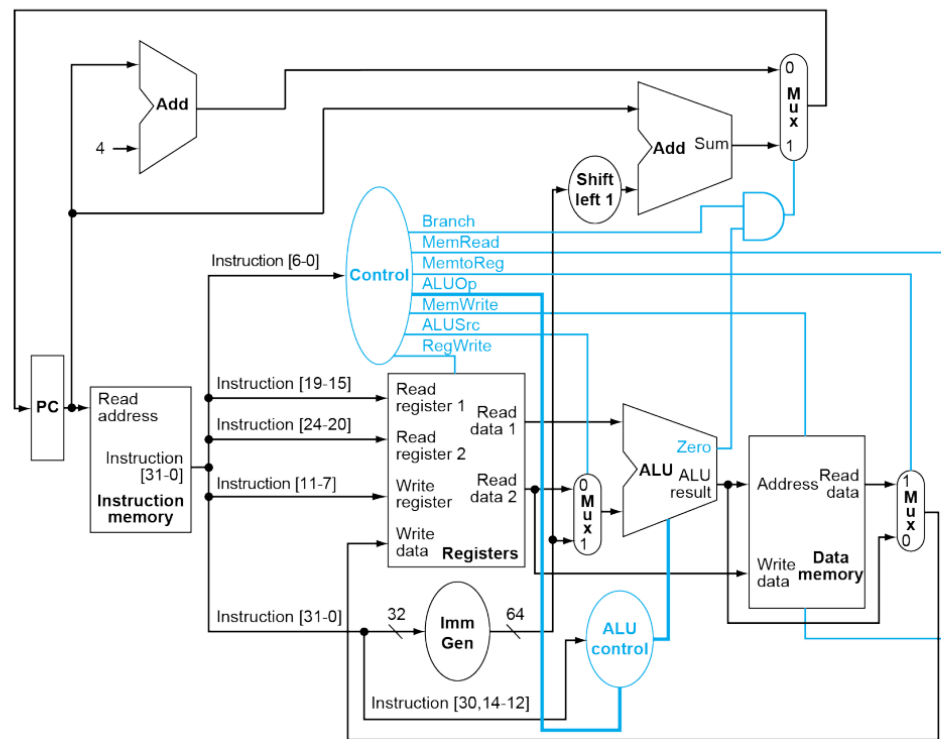 Add
4
0
Mux
1
Add
Sum
Shift
left 1
Branch
MemRead
MemtoReg
ALUOp
MemWrite
ALUSrc
RegWrite
Control
Instruction [6-0]
PC
Read
address
Instruction
[31-0]
Instruction
memory
Instruction [19-15]
Instruction [24-20]
Instruction [11-7]
Read
register 1
Read
register 2
Write
register
Write
data
Read
data 1
Read
data 2
Registers
0
Mux
1
Zero
ALU
ALU
result
Address
Read
data
Write
data
Data
memory
1
Mux
0
Instruction [31-0]
32
Imm
Gen
64
ALU
control
Instruction [30,14-12]